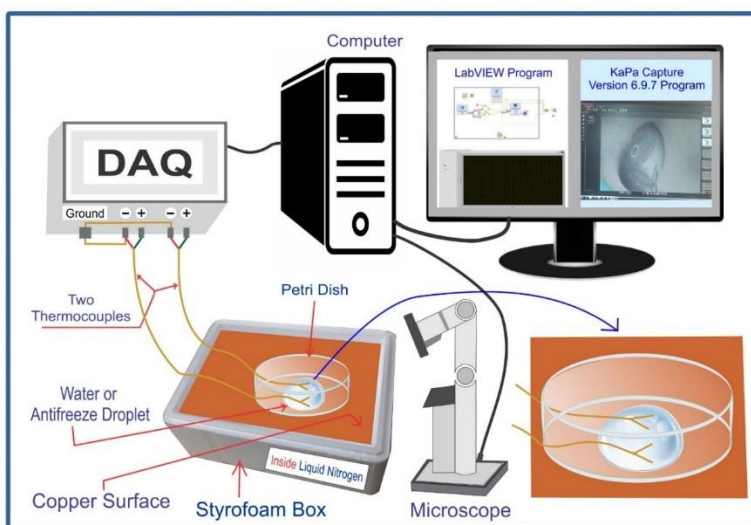 Computer
LabVIEW Program
KaPa Capture
Version 6.9.7 Program
DAQ
Ground
− + − +
Two
Thermocouples
Petri Dish
Water or
Antifreeze Droplet
Inside Liquid Nitrogen
Copper Surface
Styrofoam Box
Microscope